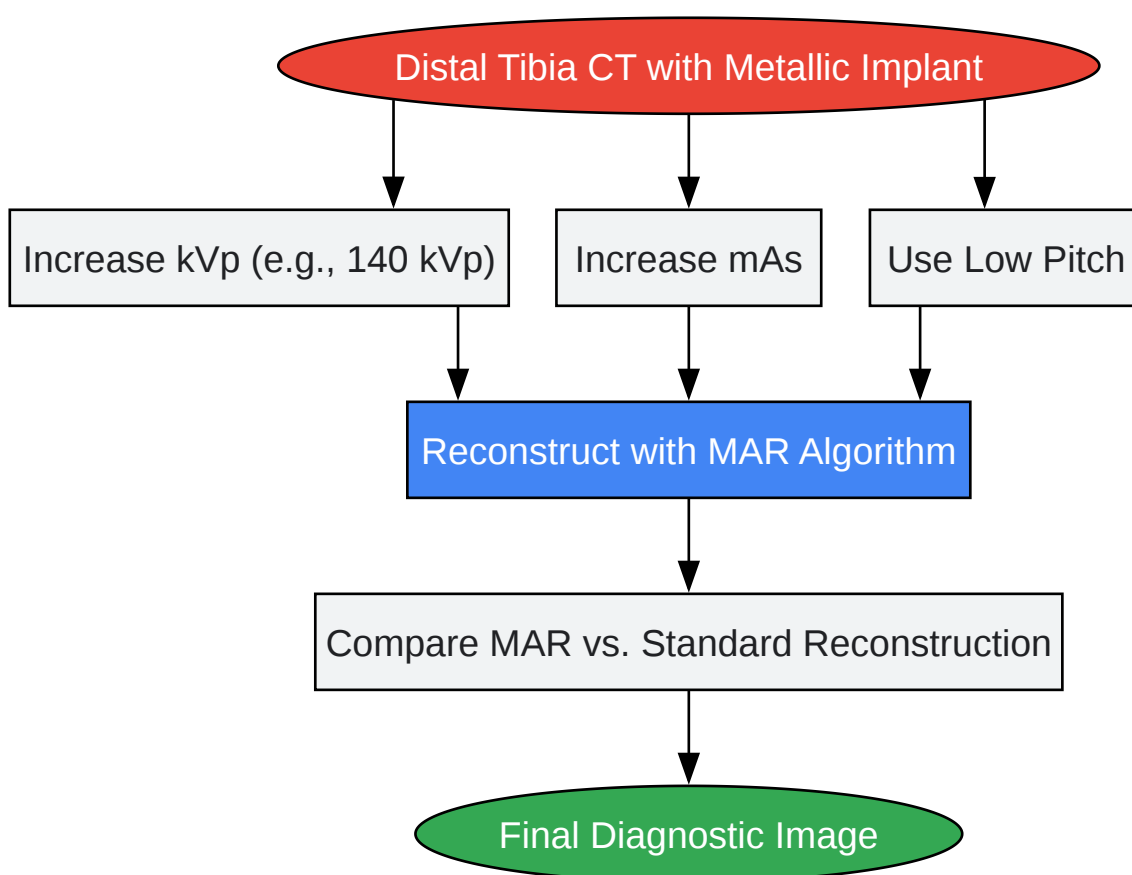 Distal Tibia CT with Metallic Implant
Increase kVp (e.g., 140 kVp)
Increase mAs
Use Low Pitch
Reconstruct with MAR Algorithm
Compare MAR vs. Standard Reconstruction
Final Diagnostic Image